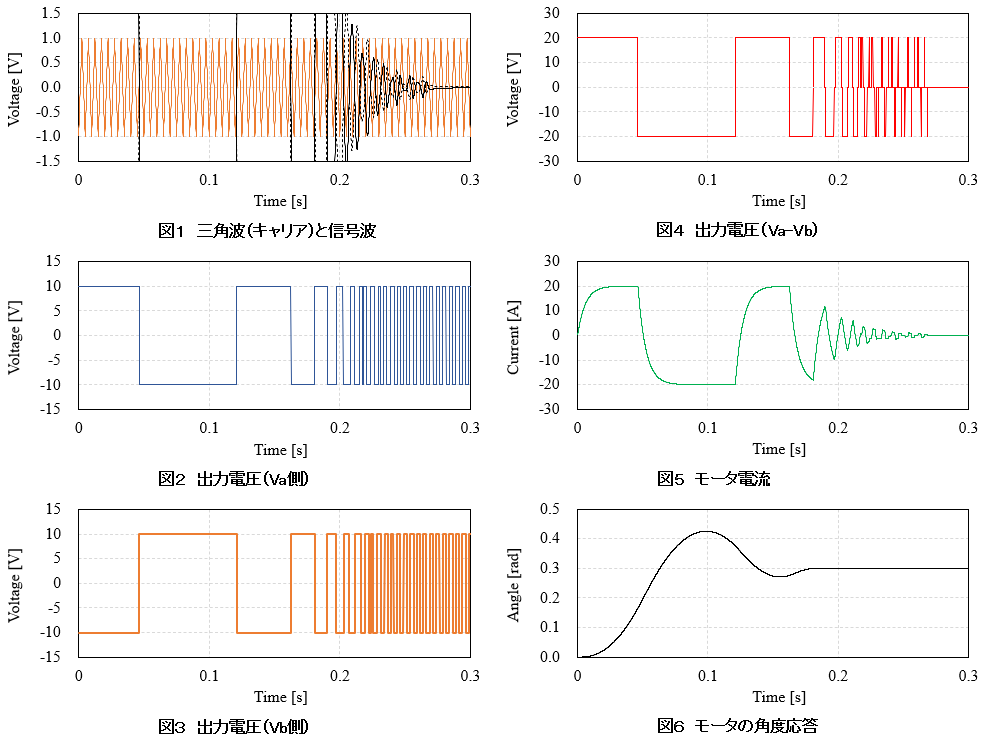 1.5
1.0
0.5
0.0
-0.5
-1.0
-1.5
Voltage [V]
0 0.1 0.2 0.3
Time [s]
図1 三角波(キャリア)と信号波
15
10
5
0
-5
-10
-15
Voltage [V]
0 0.1 0.2 0.3
Time [s]
図2 出力電圧(Va側)
15
10
5
0
-5
-10
-15
Voltage [V]
0 0.1 0.2 0.3
Time [s]
図3 出力電圧(Vb側)
30
20
10
0
-10
-20
-30
Voltage [V]
0 0.1 0.2 0.3
Time [s]
図4 出力電圧(Va-Vb)
30
20
10
0
-10
-20
-30
Current [A]
0 0.1 0.2 0.3
Time [s]
図5 モータ電流
0.5
0.4
0.3
0.2
0.1
0.0
Angle [rad]
0 0.1 0.2 0.3
Time [s]
図6 モータの角度応答